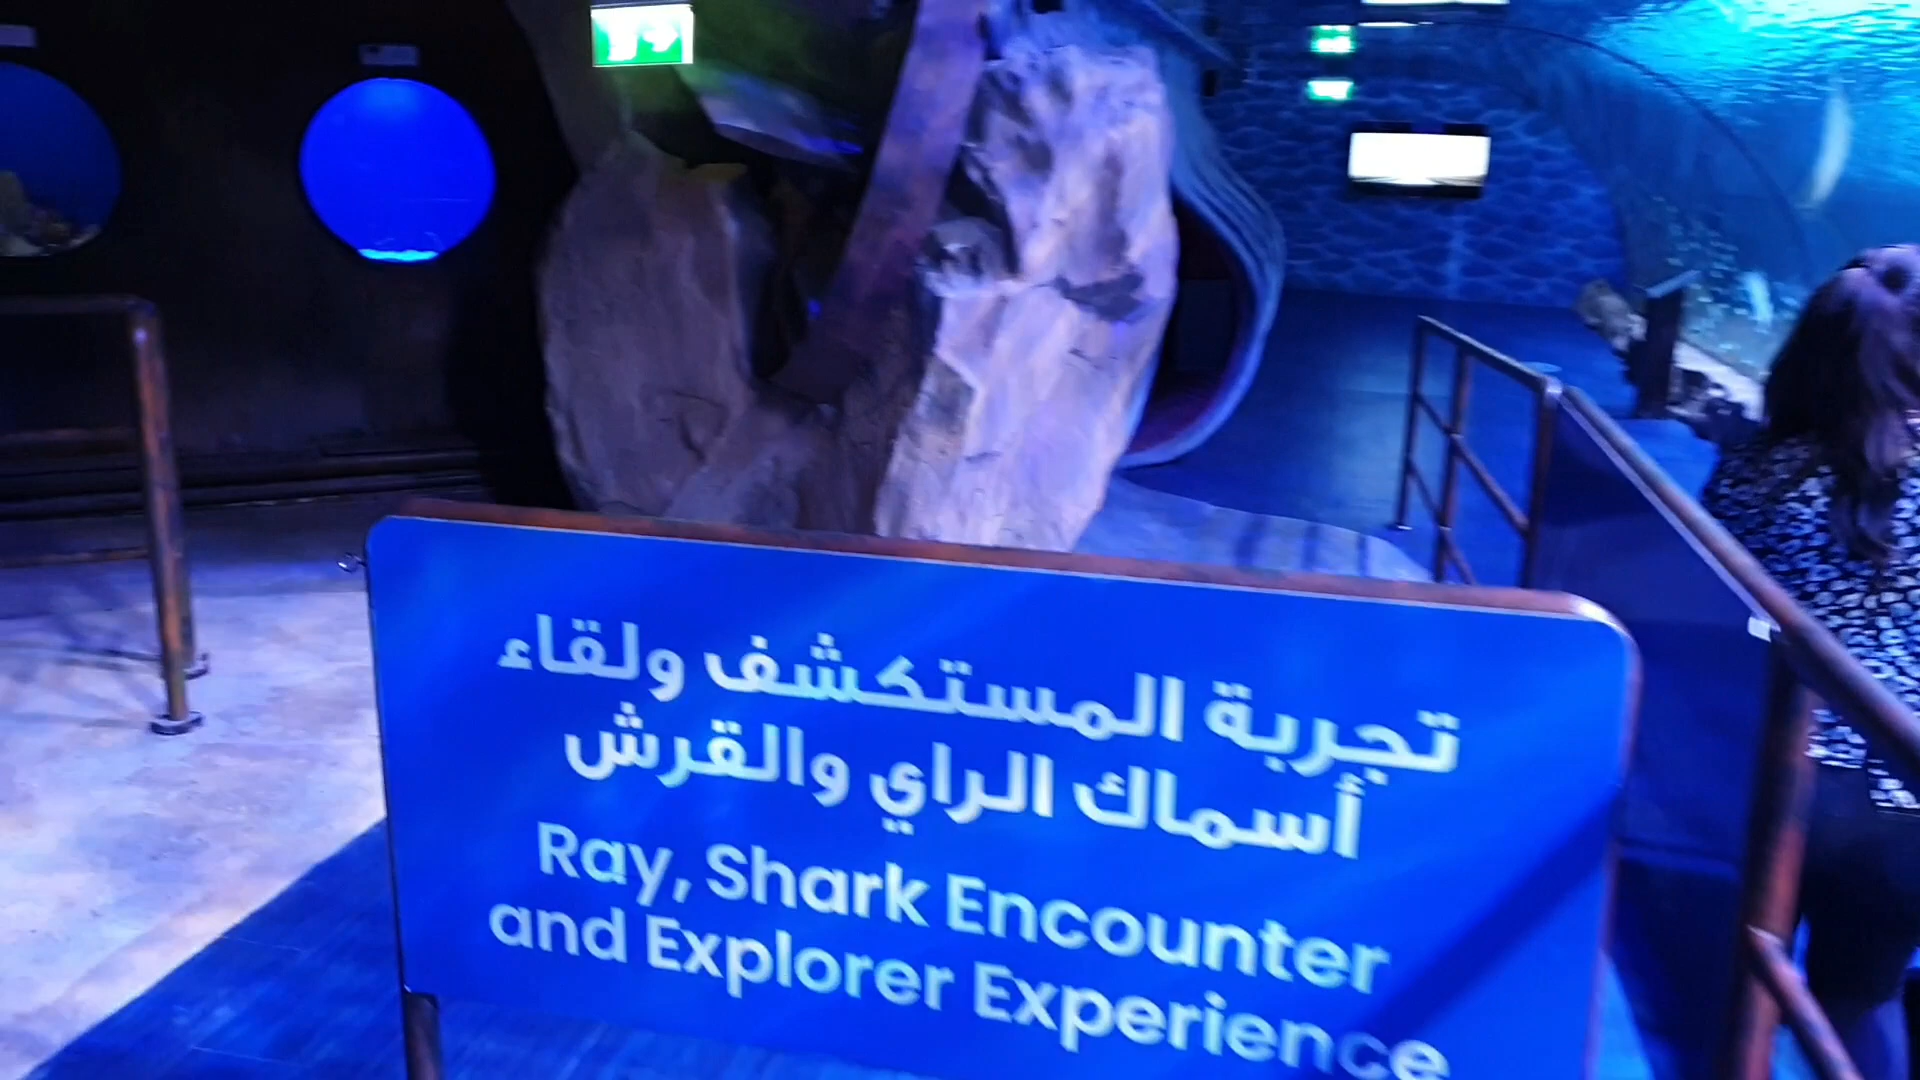 تجربة المستكشف ولقاء
أسماك الراي والقرش
Ray, Shark Encounter
and Explorer Experience